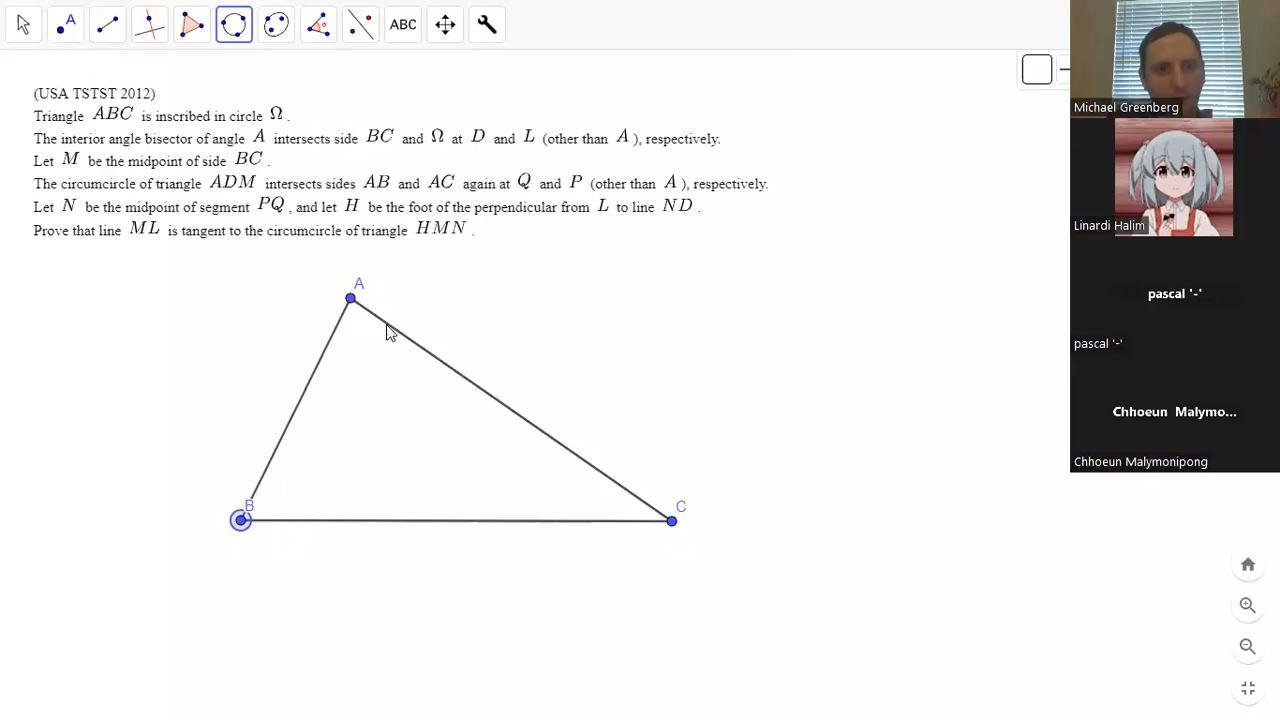 ABC
(USA TSTST 2012)
Triangle ABC is inscribed in circle Ω .
The interior angle bisector of angle A intersects side BC and Ω at D and L (other than A ), respectively.
Let M be the midpoint of side BC .
The circumcircle of triangle ADM intersects sides AB and AC again at Q and P (other than A ), respectively.
Let N be the midpoint of segment PQ , and let H be the foot of the perpendicular from L to line ND .
Prove that line ML is tangent to the circumcircle of triangle HMN .
A
B
C
A
Michael Greenberg
Linardi Halim
pascal '-'
pascal '-'
Chhoeun Malymo...
Chhoeun Malymonipong